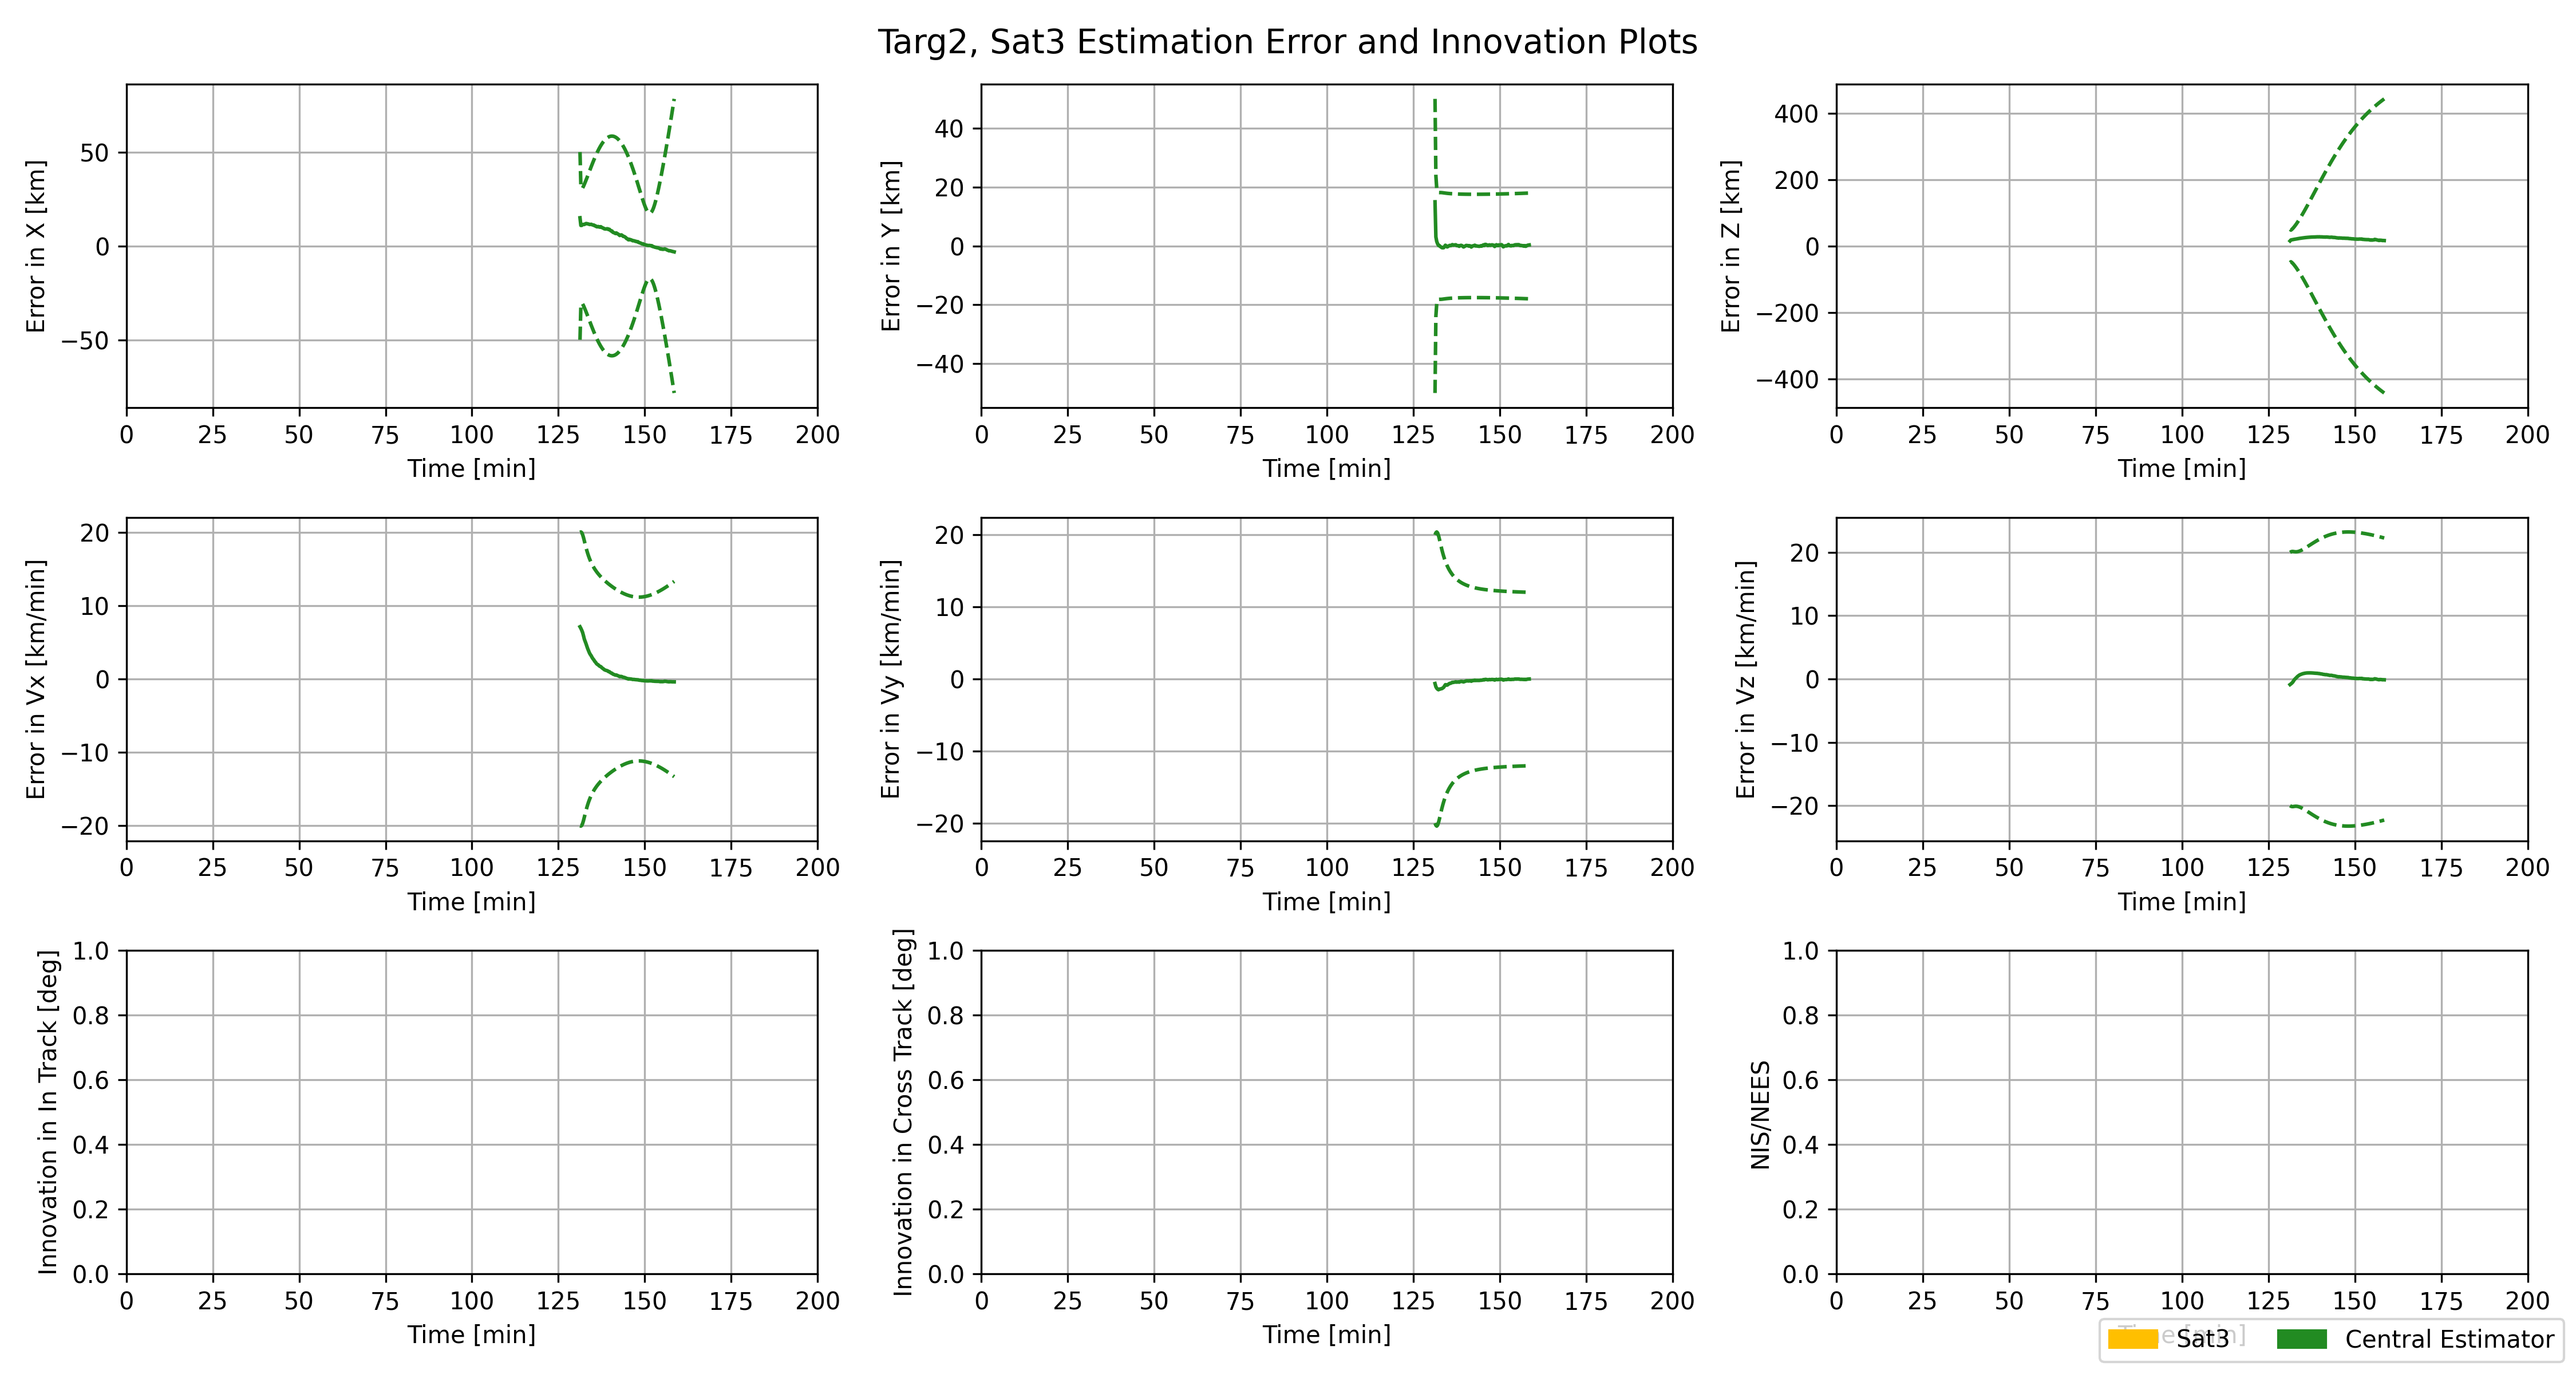 Targ2, Sat3 Estimation Error and Innovation Plots
Error in X [km]
50
0
−50
0 25 50 75 100 125 150 175 200
Time [min]
Error in Y [km]
40
20
0
−20
−40
0 25 50 75 100 125 150 175 200
Time [min]
Error in Z [km]
400
200
0
−200
−400
0 25 50 75 100 125 150 175 200
Time [min]
Error in Vx [km/min]
20
10
0
−10
−20
0 25 50 75 100 125 150 175 200
Time [min]
Error in Vy [km/min]
20
10
0
−10
−20
0 25 50 75 100 125 150 175 200
Time [min]
Error in Vz [km/min]
20
10
0
−10
−20
0 25 50 75 100 125 150 175 200
Time [min]
Innovation in In Track [deg]
1.0
0.8
0.6
0.4
0.2
0.0
0 25 50 75 100 125 150 175 200
Time [min]
Innovation in Cross Track [deg]
1.0
0.8
0.6
0.4
0.2
0.0
0 25 50 75 100 125 150 175 200
Time [min]
NIS/NEES
1.0
0.8
0.6
0.4
0.2
0.0
0 25 50 75 100 125 150 175 200
Time [min]
Sat3 Central Estimator